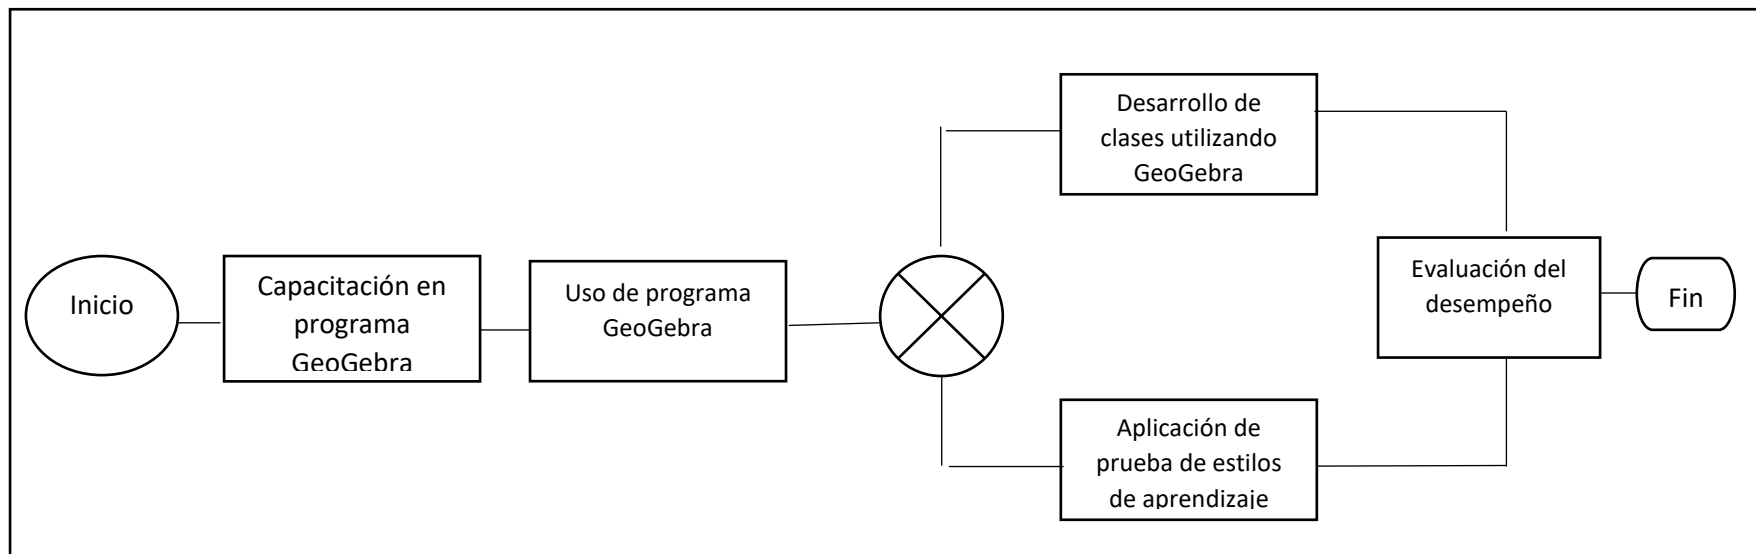 Inicio
Capacitación en
programa
GeoGebra
Uso de programa
GeoGebra
Desarrollo de
clases utilizando
GeoGebra
Aplicación de
prueba de estilos
de aprendizaje
Evaluación del
desempeño
Fin